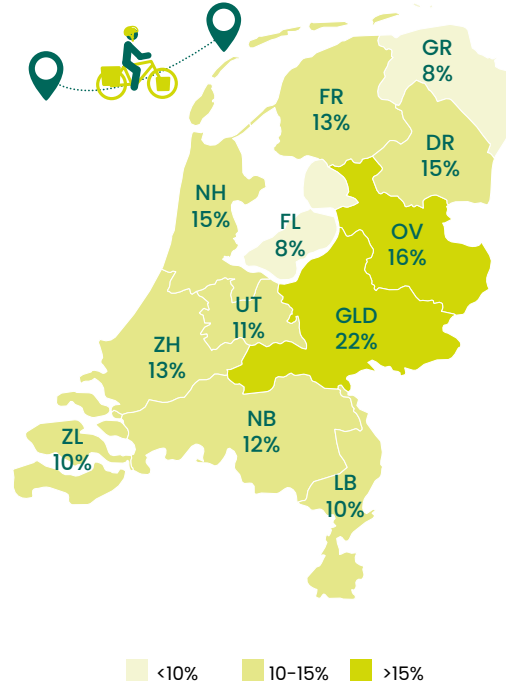 GR
8%
FR
13%
DR
15%
NH
15%
FL
8%
OV
16%
UT
11%
GLD
22%
ZH
13%
NB
12%
ZL
10%
LB
10%
<10%
10-15%
>15%